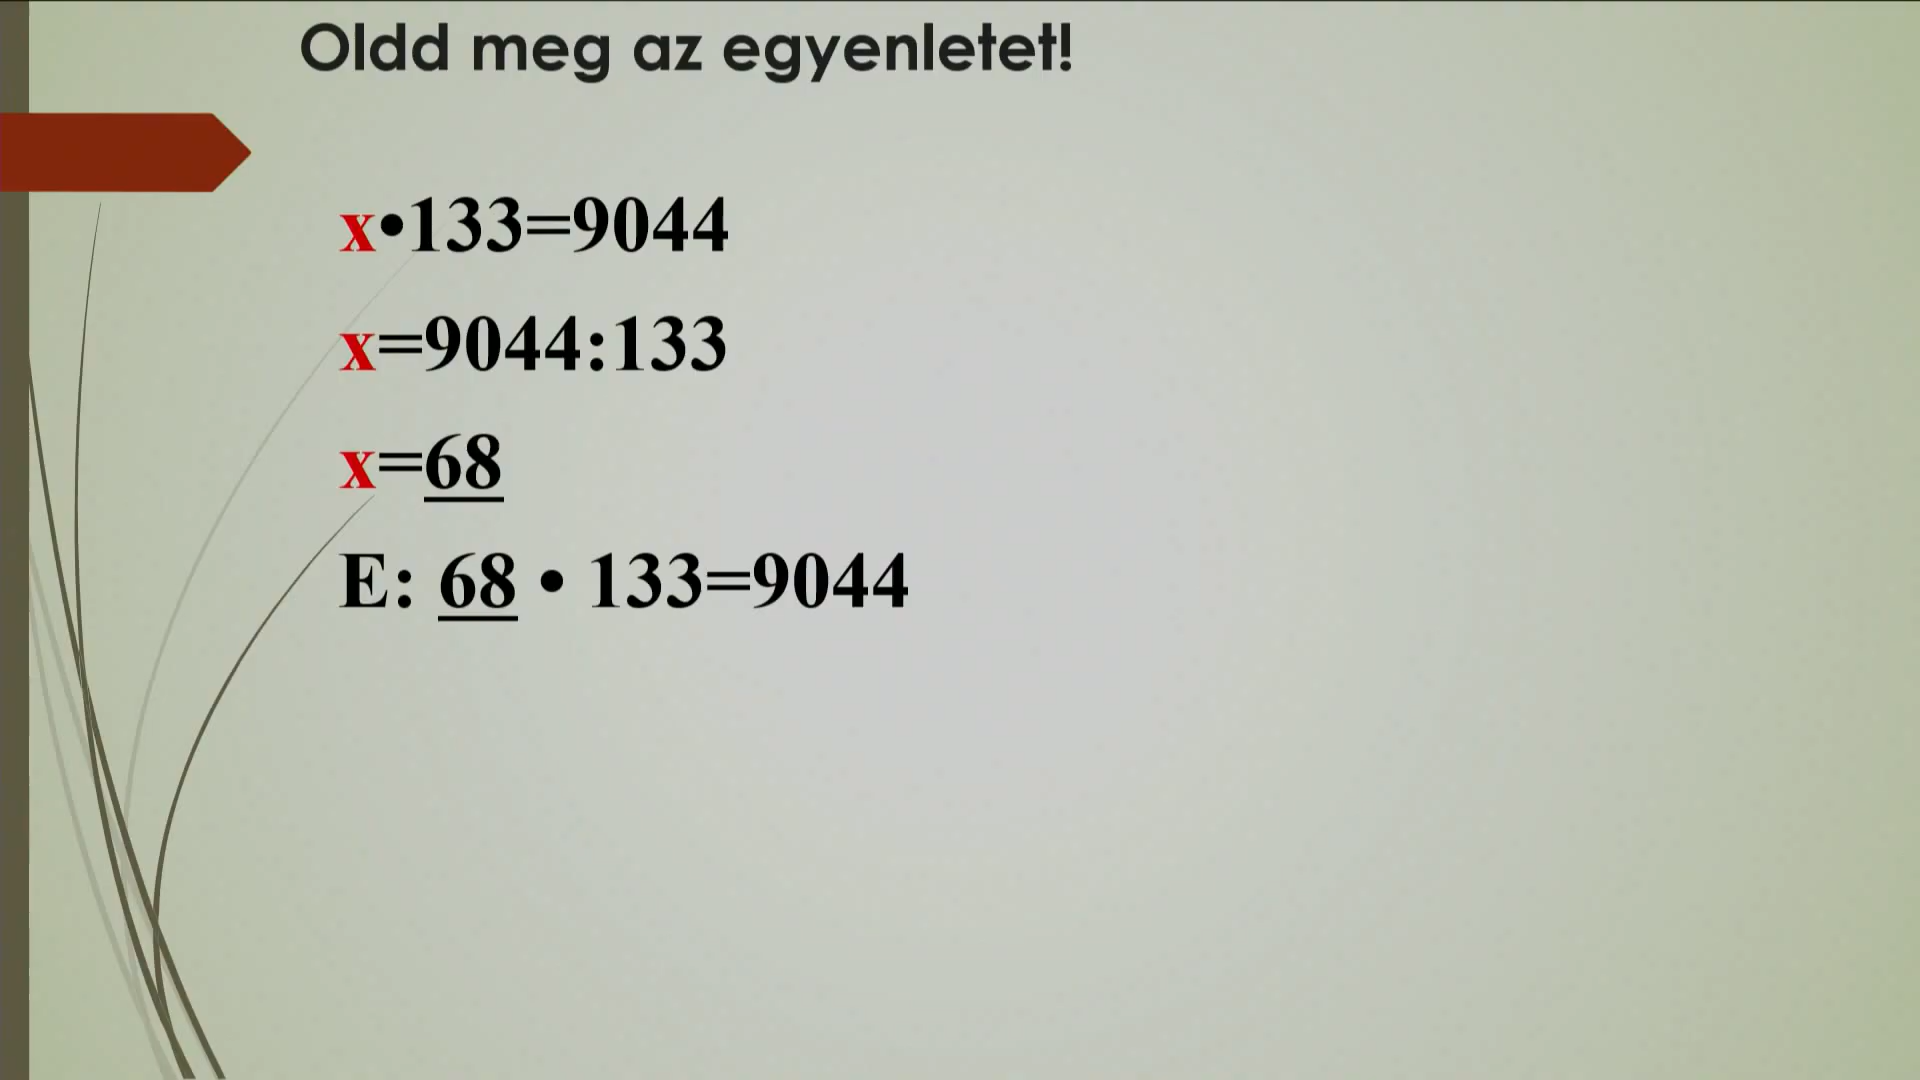 Oldd meg az egyenletet!
x•133=9044
x=9044:133
x=68
E: 68 • 133=9044